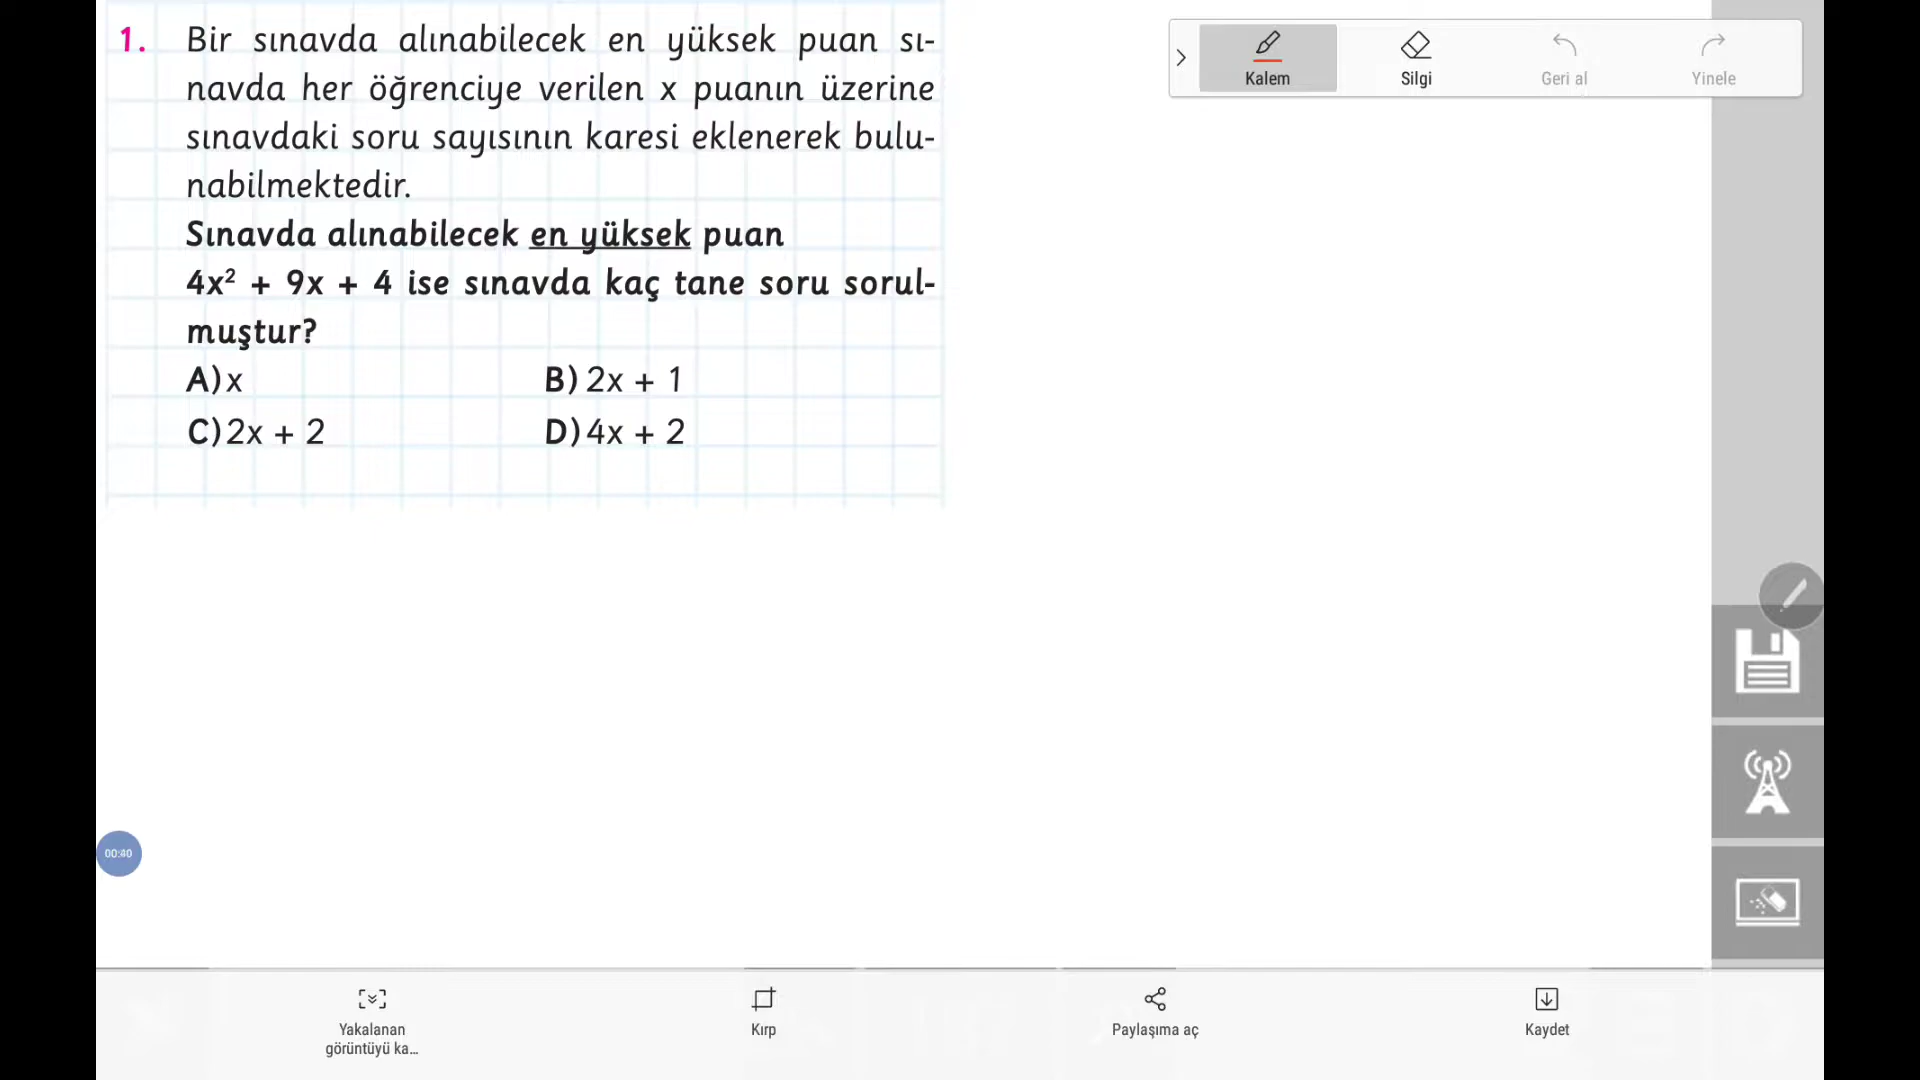 1. Bir sınavda alınabilecek en yüksek puan sı-
navda her öğrenciye verilen x puanın üzerine
sınavdaki soru sayısının karesi eklenerek bulu-
nabilmektedir.
Sınavda alınabilecek en yüksek puan
4x² + 9x + 4 ise sınavda kaç tane soru sorul-
muştur?
A) x B) 2x + 1
C) 2x + 2 D) 4x + 2
Kalem Silgi Geri al Yinele
00:40
Yakalanan
görüntüyü ka...
Kırp
Paylaşıma aç
Kaydet